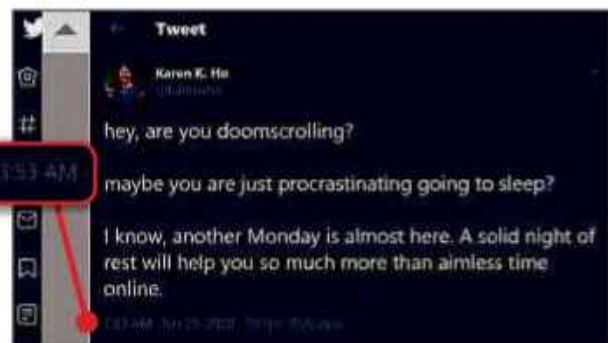 Tweet
Karen K. Ho
hey, are you doomscrolling?
3:53 AM
maybe you are just procrastinating going to sleep?
I know, another Monday is almost here. A solid night of
rest will help you so much more than aimless time
online.